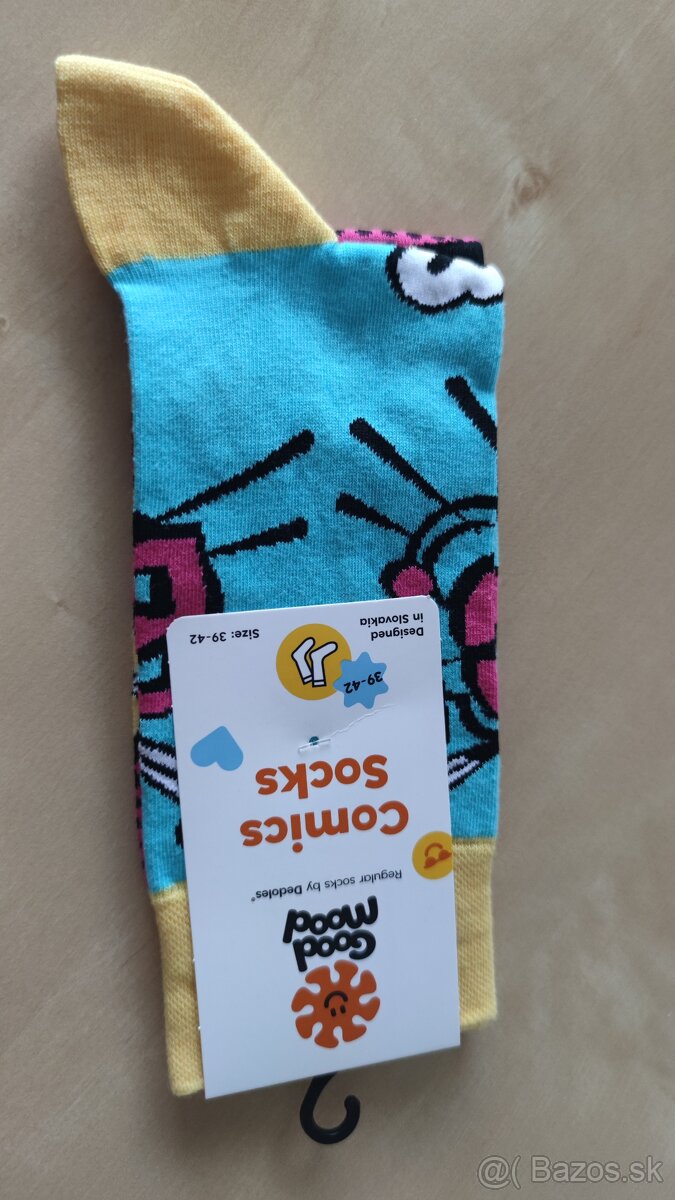 Good
Mood
Regular socks by Dedoles®
Comics
Socks
39-42
Designed
in Slovakia
Size: 39-42
@( Bazos.sk